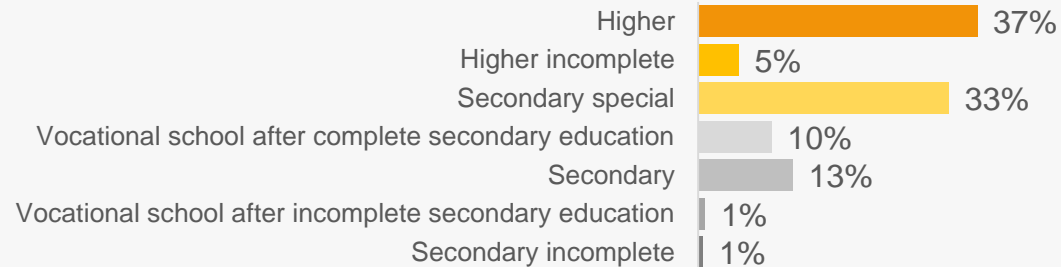 Higher 37%
Higher incomplete 5%
Secondary special 33%
Vocational school after complete secondary education 10%
Secondary 13%
Vocational school after incomplete secondary education 1%
Secondary incomplete 1%